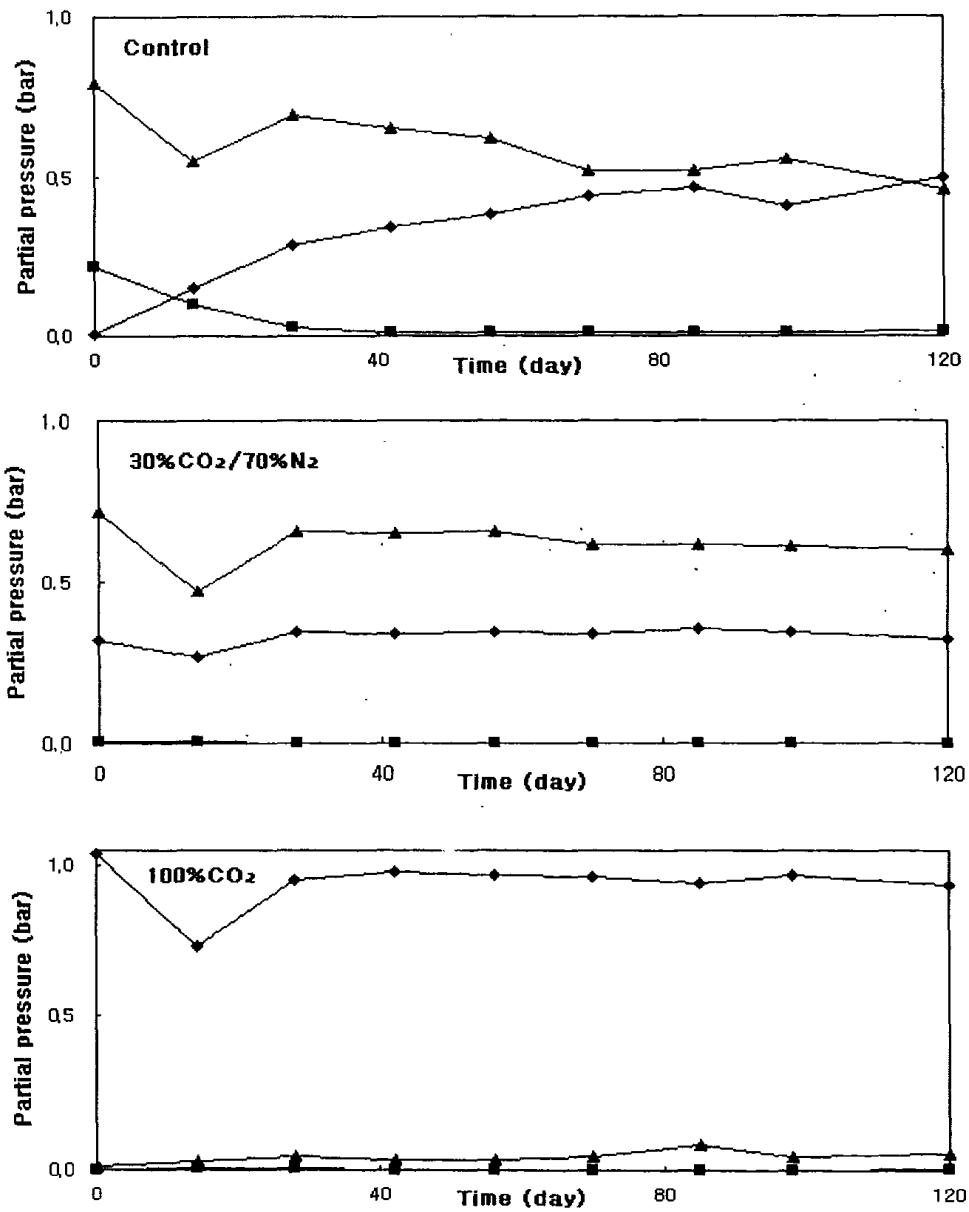 1,0
Control
Partial pressure (bar)
0,5
0,0
0 40 80 120
Time (day)
1,0
30%CO₂/70%N₂
Partial pressure (bar)
0,5
0,0
0 40 80 120
Time (day)
1,0
100%CO₂
Partial pressure (bar)
0,5
0,0
0 40 80 120
Time (day)